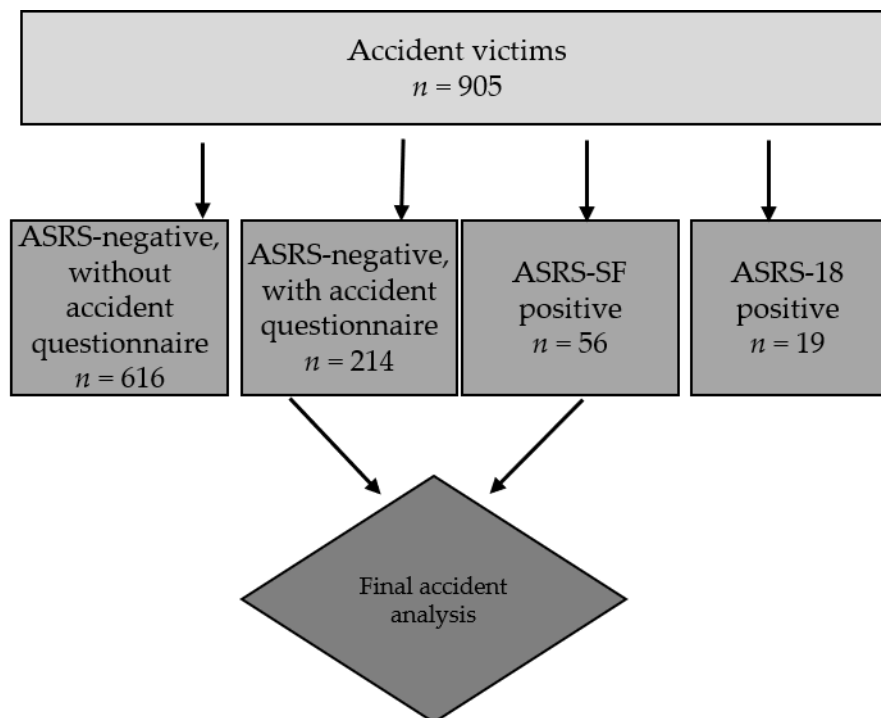 Accident victims
n = 905
ASRS-negative,
without
accident
questionnaire
n = 616
ASRS-negative,
with accident
questionnaire
n = 214
ASRS-SF
positive
n = 56
ASRS-18
positive
n = 19
Final accident
analysis